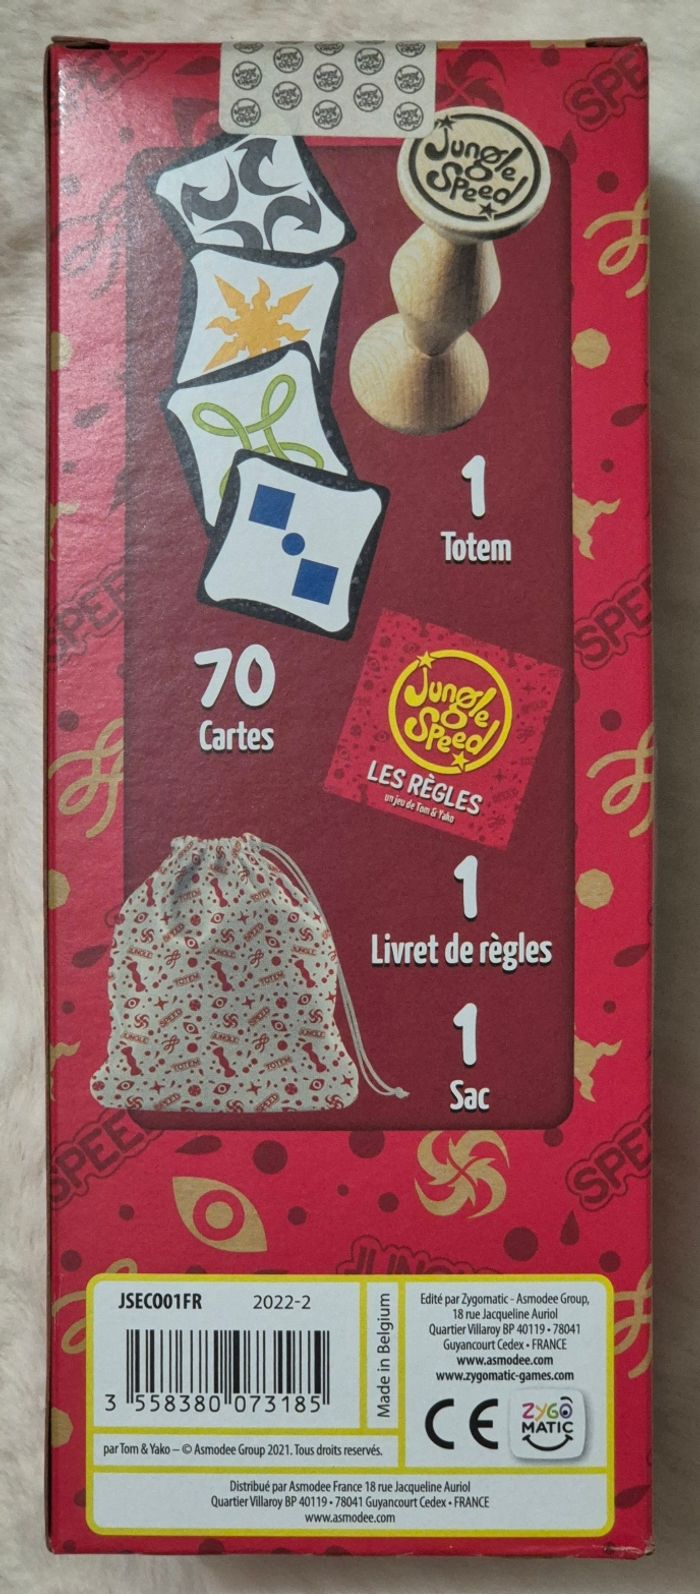 Jungle
Speed
1
Totem
70
Cartes
Jungle
Speed
LES RÈGLES
un jeu de Tom & Yako
1
Livret de règles
1
Sac
SPEED
JUNGLE
TOTEM
JSEC001FR 2022-2
3 558380 073185
Made in Belgium
Edité par Zygomatic - Asmodee Group,
18 rue Jacqueline Auriol
Quartier Villaroy BP 40119 • 78041
Guyancourt Cedex • FRANCE
www.asmodee.com
www.zygomatic-games.com
CE
ZYGO
MATIC
par Tom & Yako – © Asmodee Group 2021. Tous droits reservés.
Distribué par Asmodee France 18 rue Jacqueline Auriol
Quartier Villaroy BP 40119 • 78041 Guyancourt Cedex • FRANCE
www.asmodee.com